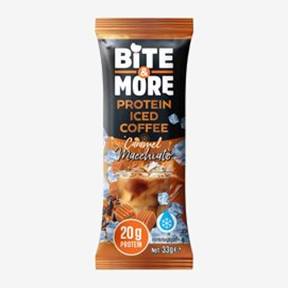 BiTE
&
MORE
PROTEIN
ICED
COFFEE
Caramel
Macchiato
20g
PROTEIN
Net: 33g e